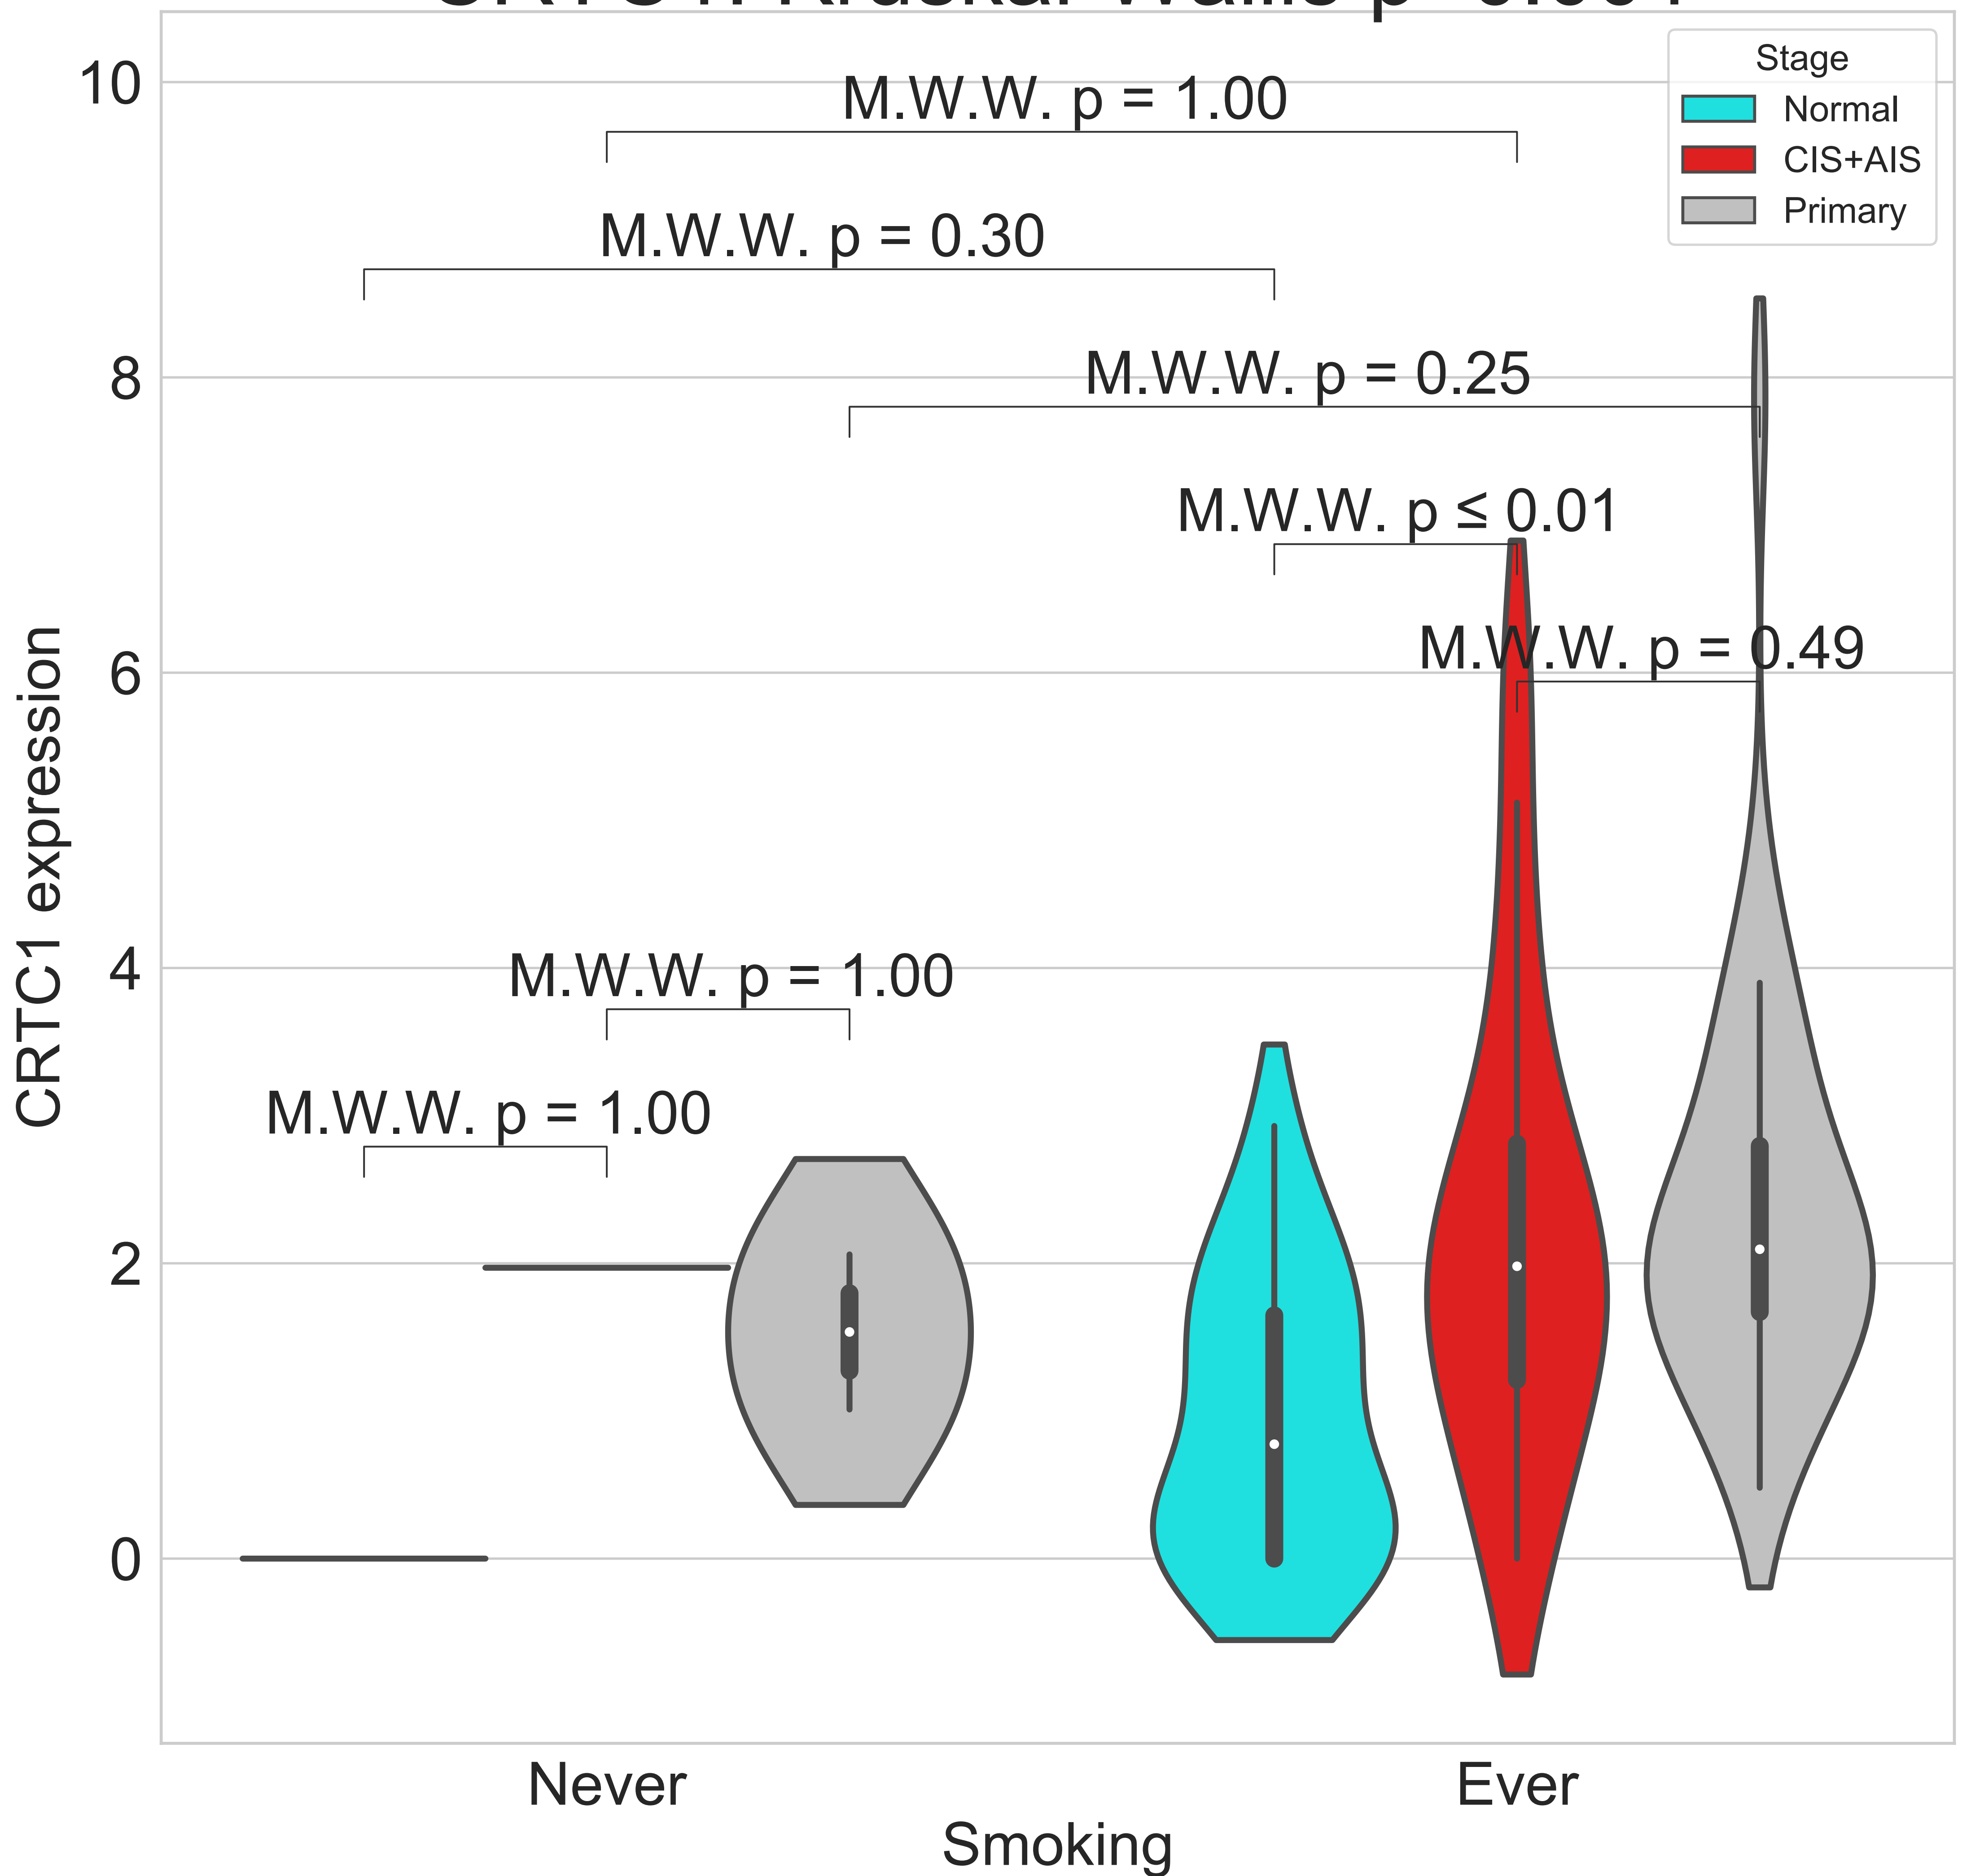 Stage
Normal
CIS+AIS
Primary
10
8
6
4
2
0
M.W.W. p = 1.00
M.W.W. p = 0.30
M.W.W. p = 0.25
M.W.W. p ≤ 0.01
M.W.W. p = 0.49
M.W.W. p = 1.00
M.W.W. p = 1.00
CRTC1 expression
Never
Ever
Smoking